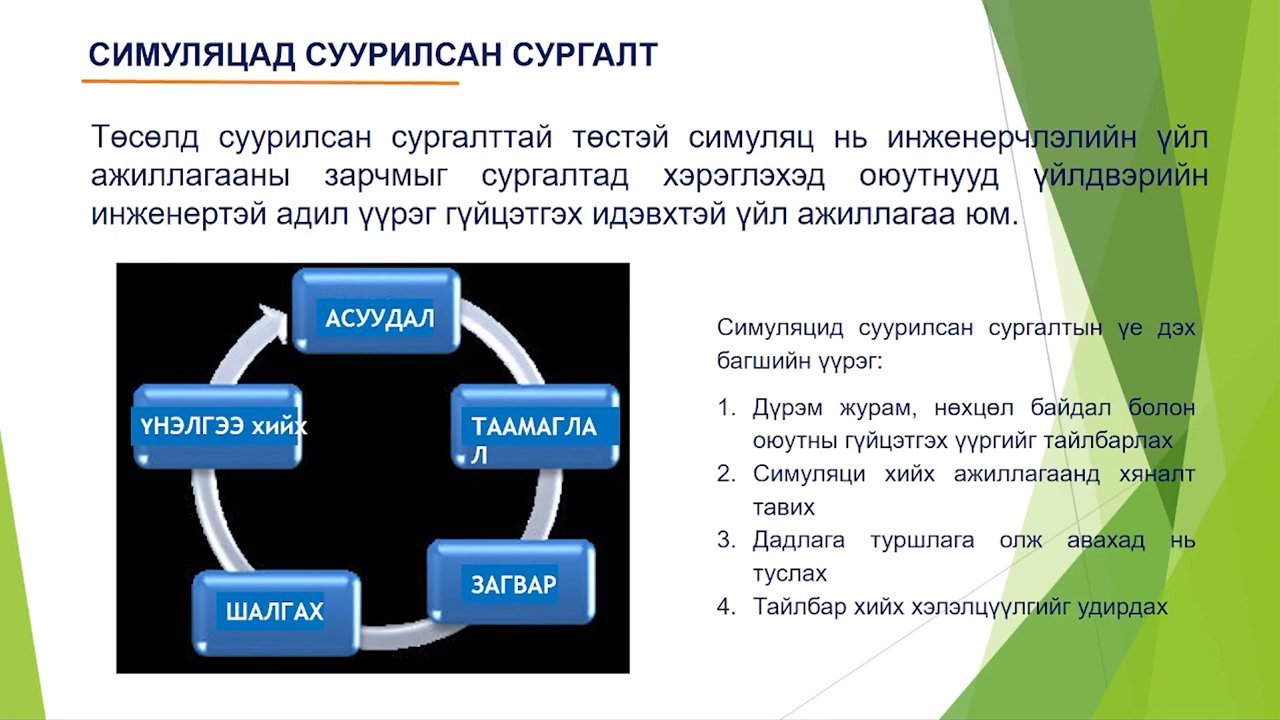 СИМУЛЯЦАД СУУРИЛСАН СУРГАЛТ
Төсөлд суурилсан сургалттай төстэй симуляц нь инженерчлэлийн үйл
ажиллагааны зарчмыг сургалтад хэрэглэхэд оюутнууд үйлдвэрийн
инженертэй адил үүрэг гүйцэтгэх идэвхтэй үйл ажиллагаа юм.
АСУУДАЛ
ТААМАГЛА
Л
ЗАГВАР
ШАЛГАХ
ҮНЭЛГЭЭ хийх
Симуляцид суурилсан сургалтын үе дэх
багшийн үүрэг:
1. Дүрэм журам, нөхцөл байдал болон
оюутны гүйцэтгэх үүргийг тайлбарлах
2. Симуляци хийх ажиллагаанд хяналт
тавих
3. Дадлага туршлага олж авахад нь
туслах
4. Тайлбар хийх хэлэлцүүлгийг удирдах